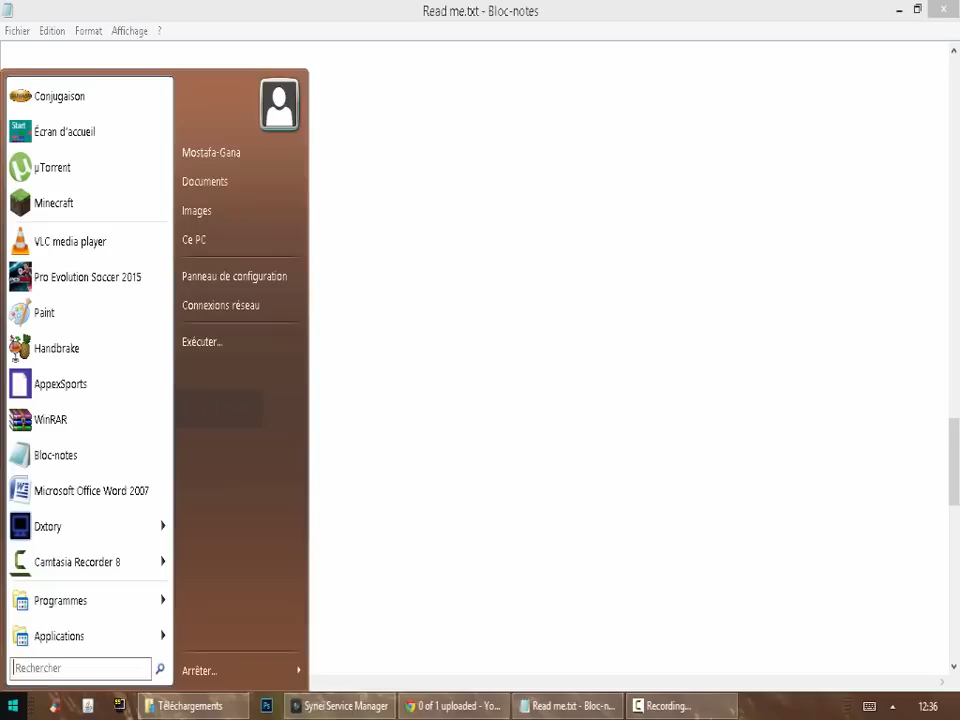 Read me.txt - Bloc-notes
Fichier Edition Format Affichage ?
Conjugaison
Start
Écran d'accueil
µTorrent
Minecraft
VLC media player
Pro Evolution Soccer 2015
Paint
Handbrake
AppexSports
WinRAR
Bloc-notes
Microsoft Office Word 2007
Dxtory
Camtasia Recorder 8
Programmes
Applications
Rechercher
Mostafa-Gana
Documents
Images
Ce PC
Panneau de configuration
Connexions réseau
Exécuter...
Arrêter...
Téléchargements
Ps
Synei Service Manager
0 of 1 uploaded - Yo...
Read me.txt - Bloc-n...
Recording...
12:36